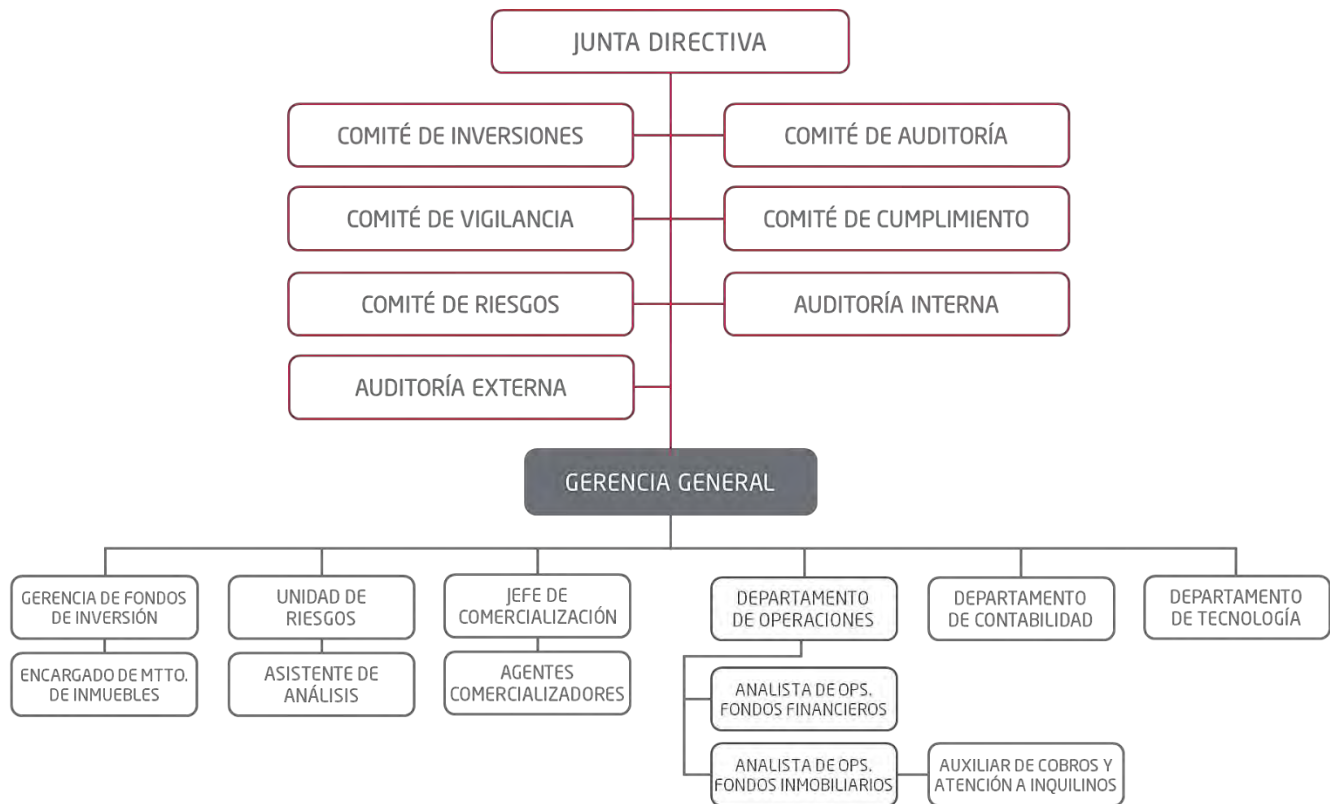 JUNTA DIRECTIVA
COMITÉ DE INVERSIONES
COMITÉ DE AUDITORÍA
COMITÉ DE VIGILANCIA
COMITÉ DE CUMPLIMIENTO
COMITÉ DE RIESGOS
AUDITORÍA INTERNA
AUDITORÍA EXTERNA
GERENCIA GENERAL
GERENCIA DE FONDOS
DE INVERSIÓN
UNIDAD DE
RIESGOS
JEFE DE
COMERCIALIZACIÓN
DEPARTAMENTO
DE OPERACIONES
DEPARTAMENTO
DE CONTABILIDAD
DEPARTAMENTO
DE TECNOLOGÍA
ENCARGADO DE MTTO.
DE INMUEBLES
ASISTENTE DE
ANÁLISIS
AGENTES
COMERCIALIZADORES
ANALISTA DE OPS.
FONDOS FINANCIEROS
ANALISTA DE OPS.
FONDOS INMOBILIARIOS
AUXILIAR DE COBROS Y
ATENCIÓN A INQUILINOS